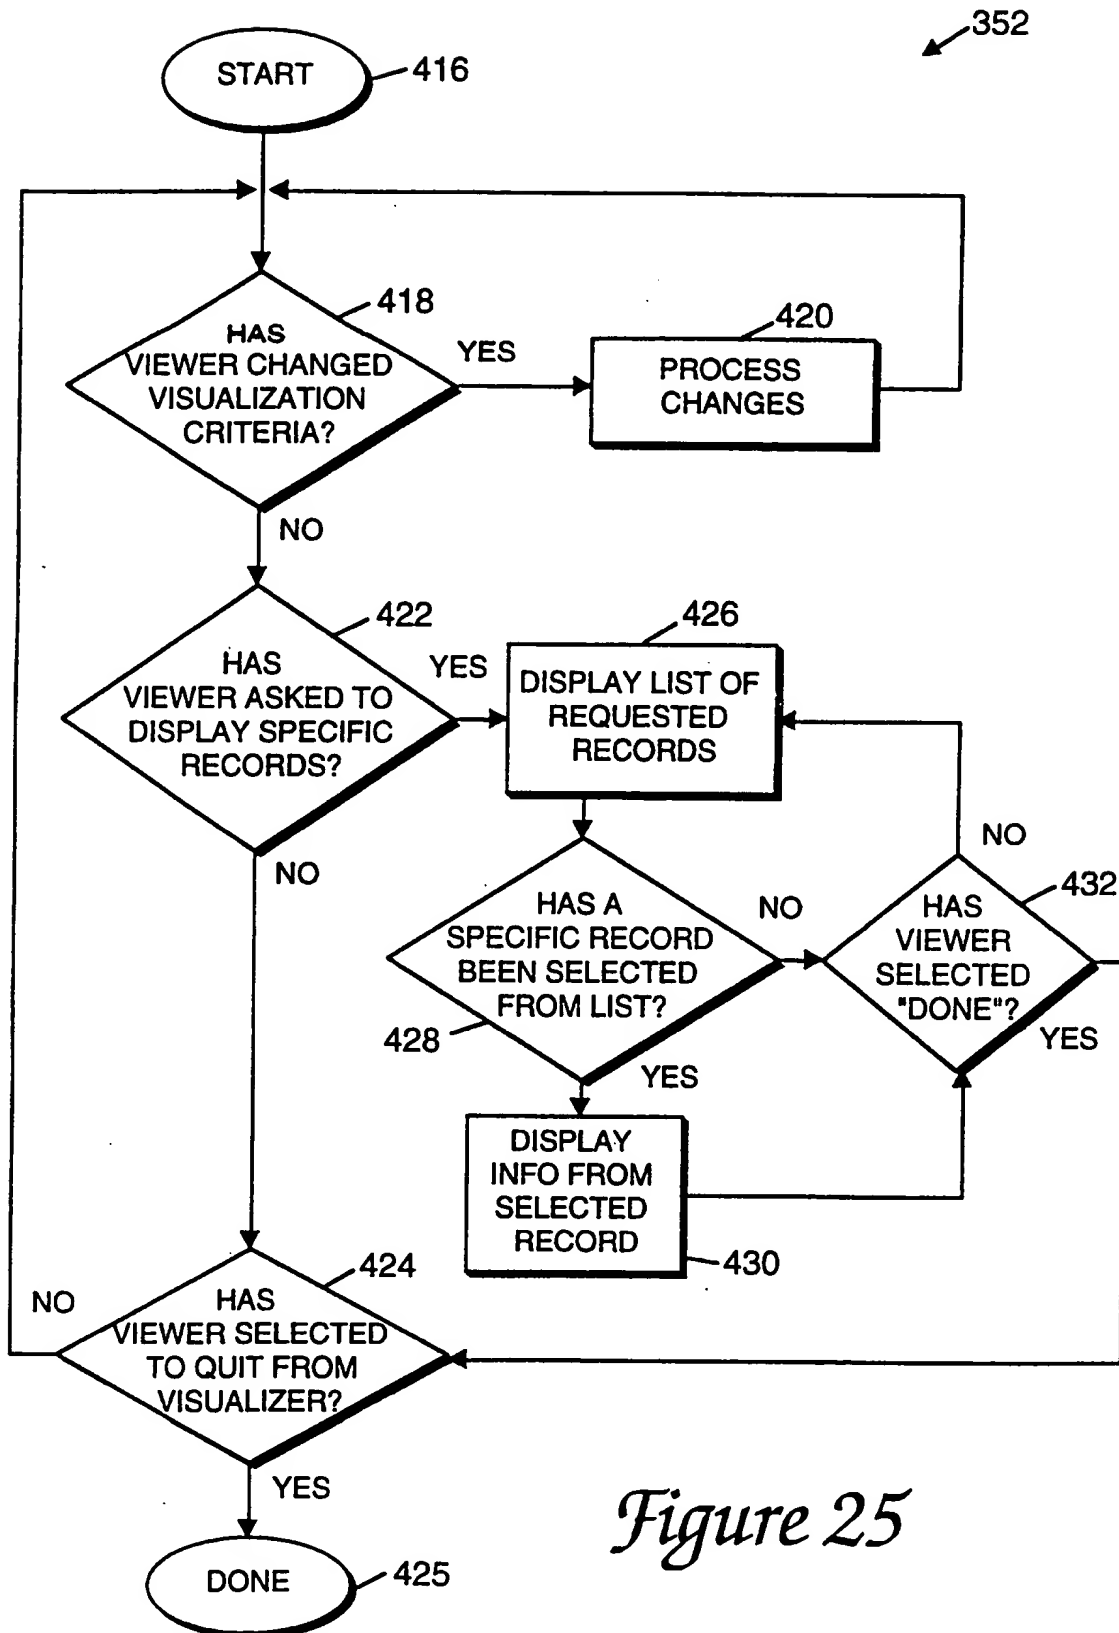 352
START
416
418
HAS
VIEWER CHANGED
VISUALIZATION
CRITERIA?
YES
420
PROCESS
CHANGES
NO
422
HAS
VIEWER ASKED TO
DISPLAY SPECIFIC
RECORDS?
YES
426
DISPLAY LIST OF
REQUESTED
RECORDS
NO
NO
HAS A
SPECIFIC RECORD
BEEN SELECTED
FROM LIST?
428
NO
432
HAS
VIEWER
SELECTED
"DONE"?
YES
YES
DISPLAY
INFO FROM
SELECTED
RECORD
430
424
NO
HAS
VIEWER SELECTED
TO QUIT FROM
VISUALIZER?
YES
DONE
425
Figure 25